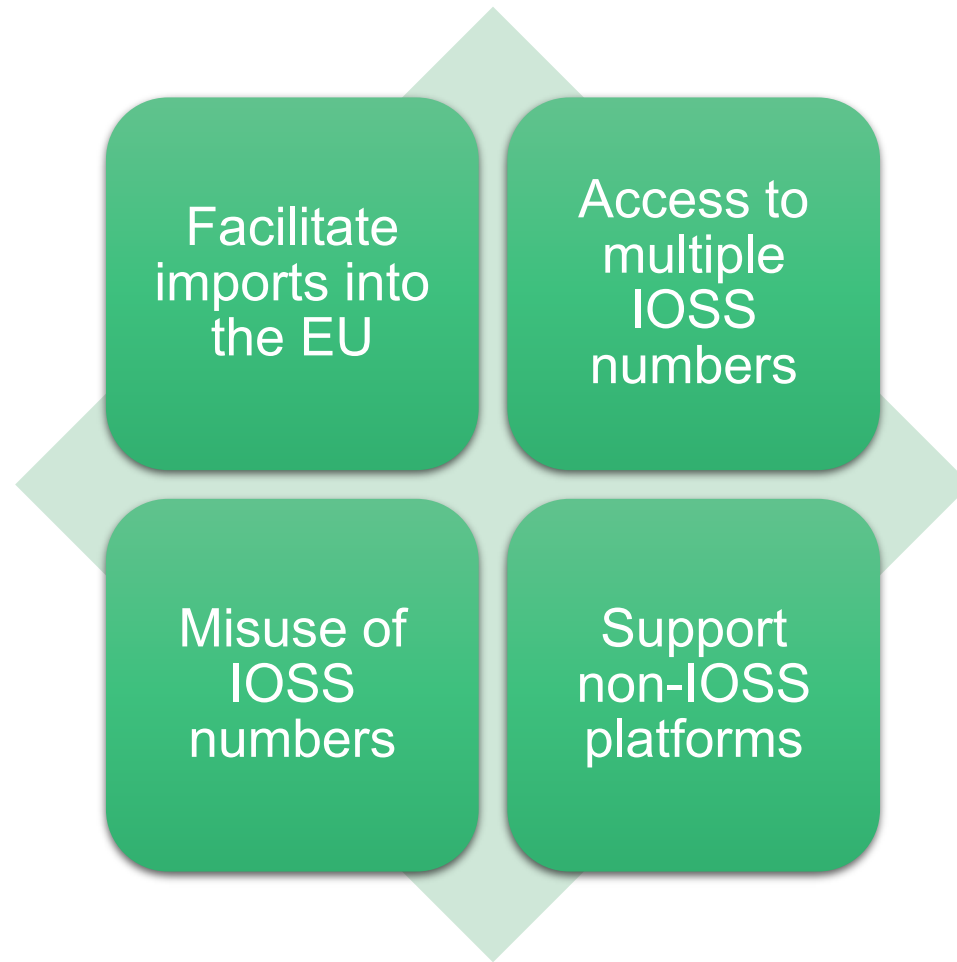 Facilitate
imports into
the EU
Access to
multiple
IOSS
numbers
Misuse of
IOSS
numbers
Support
non-IOSS
platforms